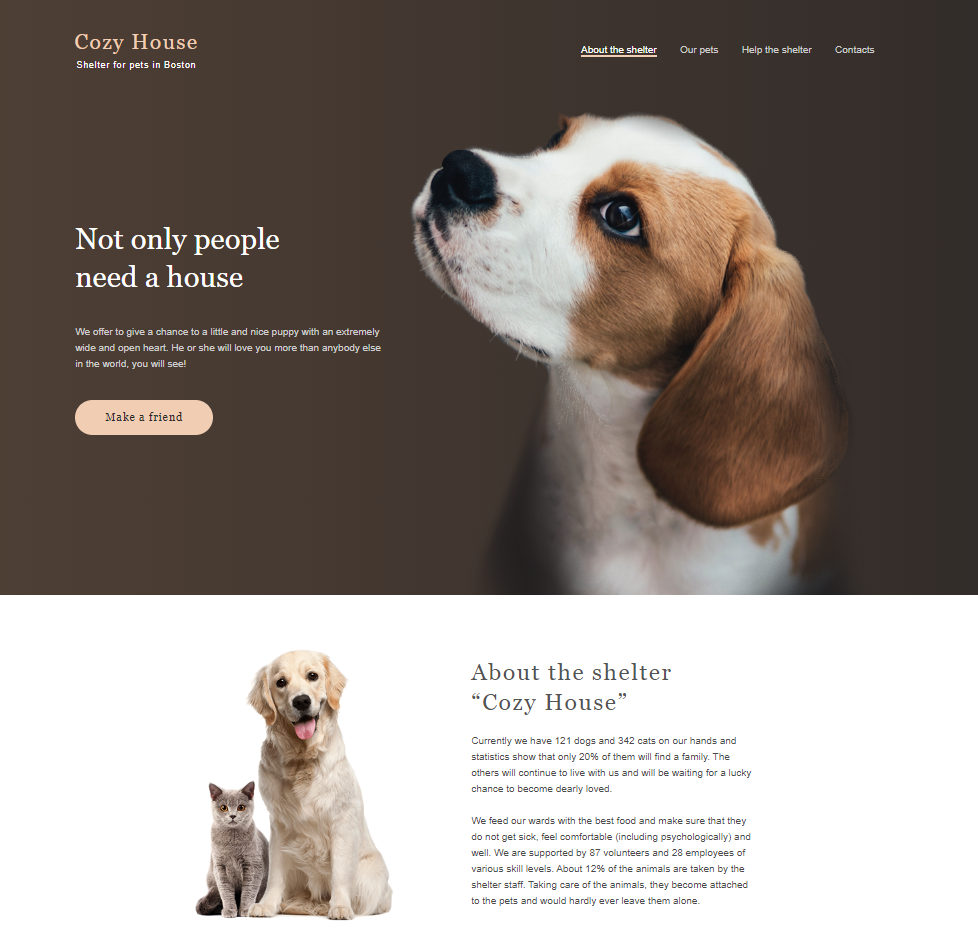 Cozy House
Shelter for pets in Boston
About the shelter
Our pets
Help the shelter
Contacts
Not only people
need a house
We offer to give a chance to a little and nice puppy with an extremely
wide and open heart. He or she will love you more than anybody else
in the world, you will see!
Make a friend
About the shelter
“Cozy House”
Currently we have 121 dogs and 342 cats on our hands and
statistics show that only 20% of them will find a family. The
others will continue to live with us and will be waiting for a lucky
chance to become dearly loved.
We feed our wards with the best food and make sure that they
do not get sick, feel comfortable (including psychologically) and
well. We are supported by 87 volunteers and 28 employees of
various skill levels. About 12% of the animals are taken by the
shelter staff. Taking care of the animals, they become attached
to the pets and would hardly ever leave them alone.